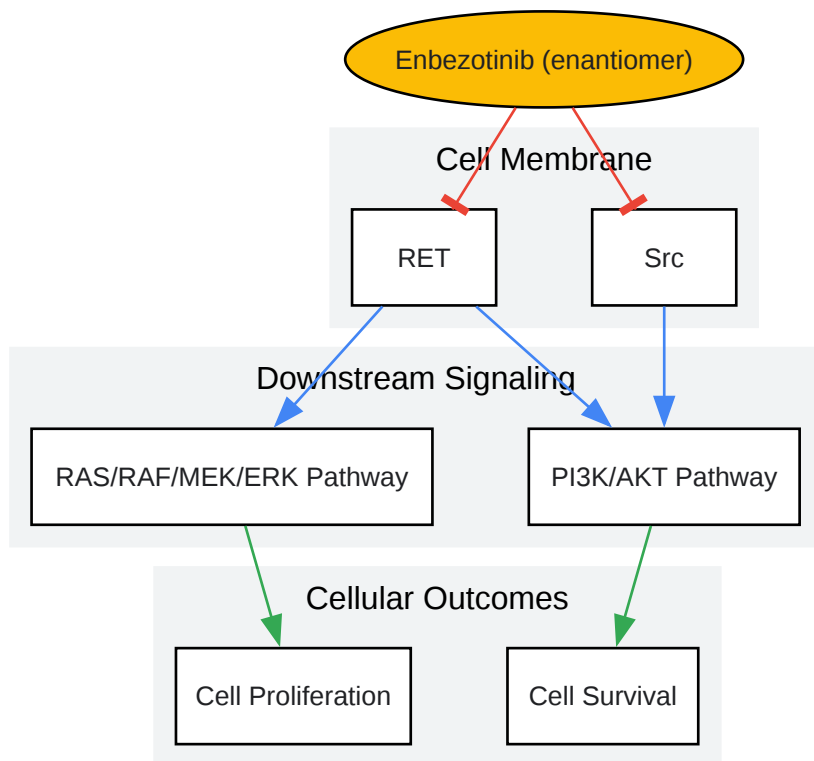 Enbezotinib (enantiomer)
Cell Membrane
RET
Src
Downstream Signaling
RAS/RAF/MEK/ERK Pathway
PI3K/AKT Pathway
Cellular Outcomes
Cell Proliferation
Cell Survival